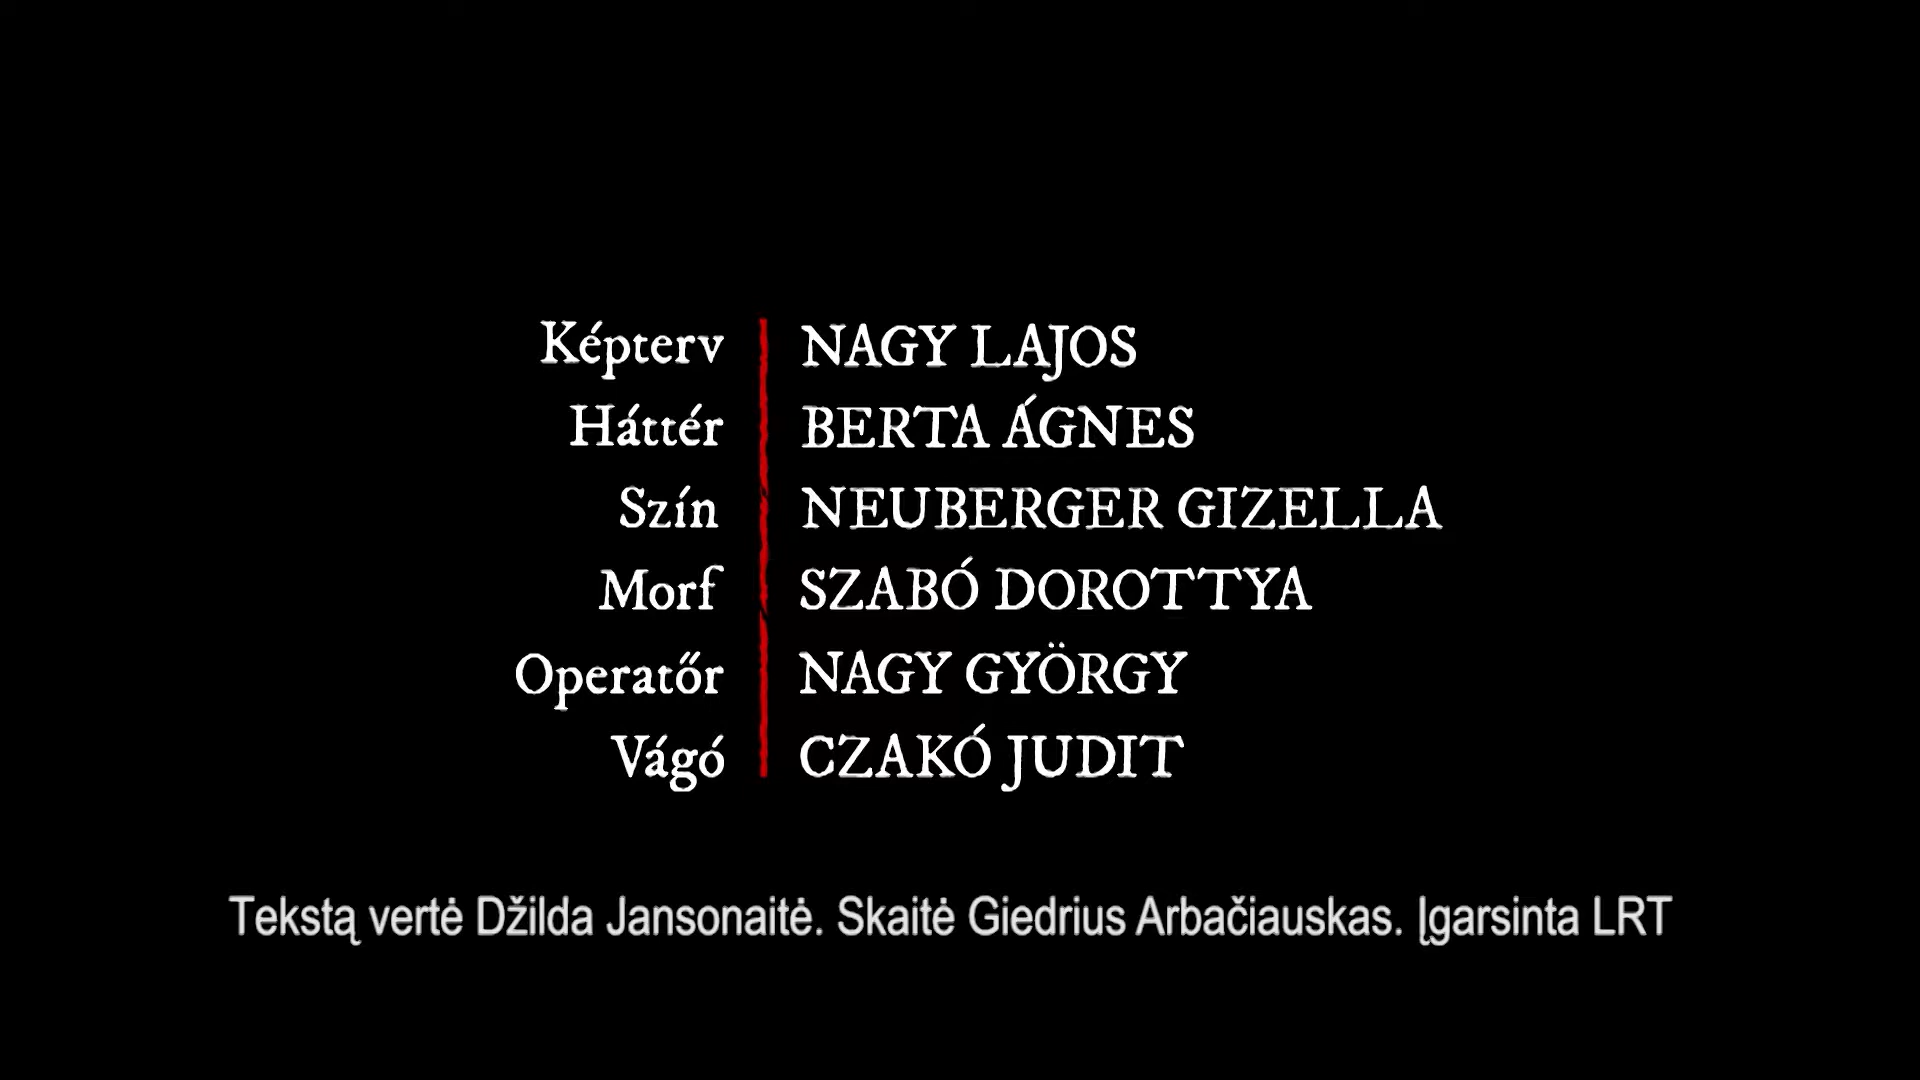 Képterv NAGY LAJOS
Háttér BERTA ÁGNES
Szín NEUBERGER GIZELLA
Morf SZABÓ DOROTTYA
Operatőr NAGY GYÖRGY
Vágó CZAKÓ JUDIT
Tekstą vertė Džilda Jansonaitė. Skaitė Giedrius Arbačiauskas. Įgarsinta LRT